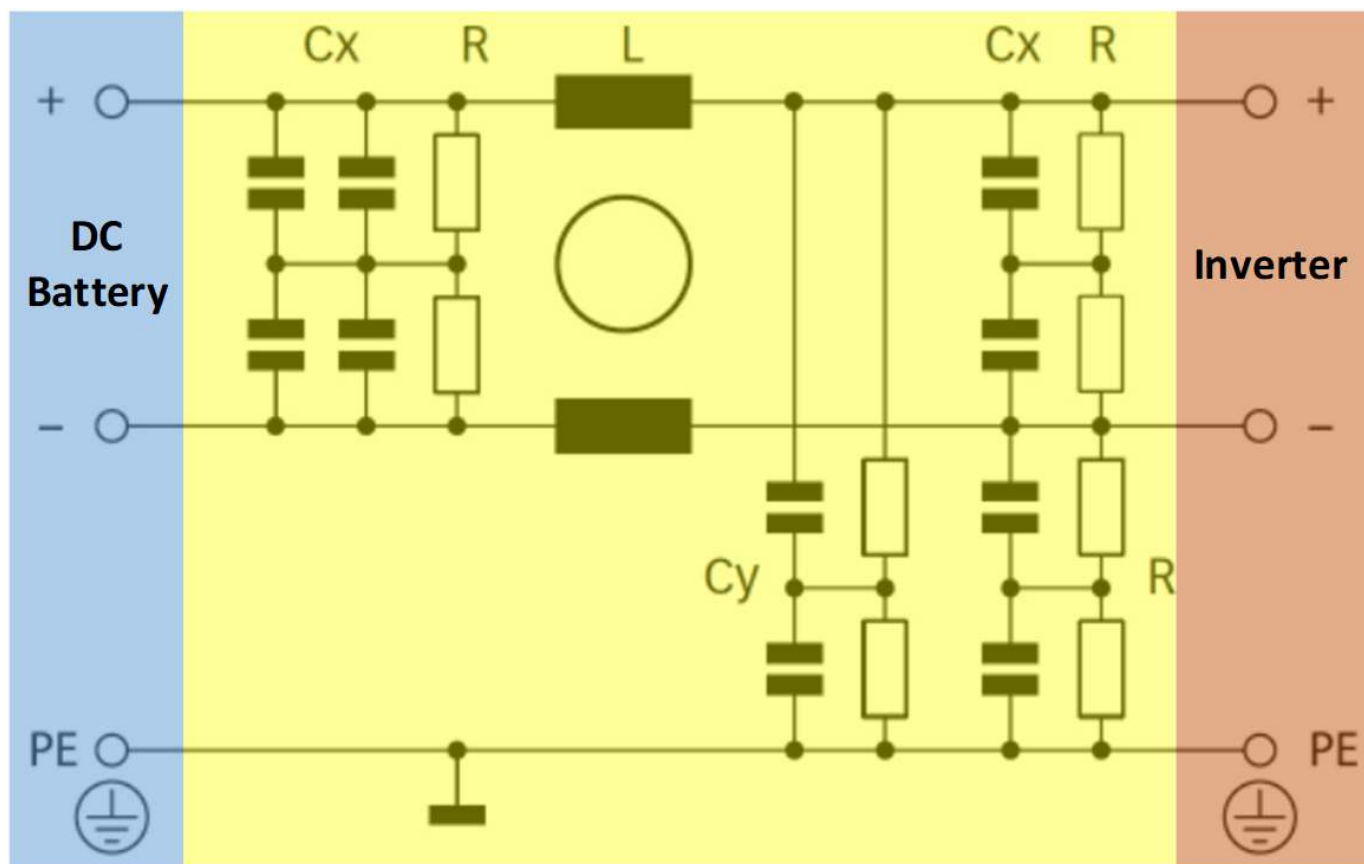 Cx R L Cx R
+ +
DC
Battery
Inverter
− −
Cy R
PE PE